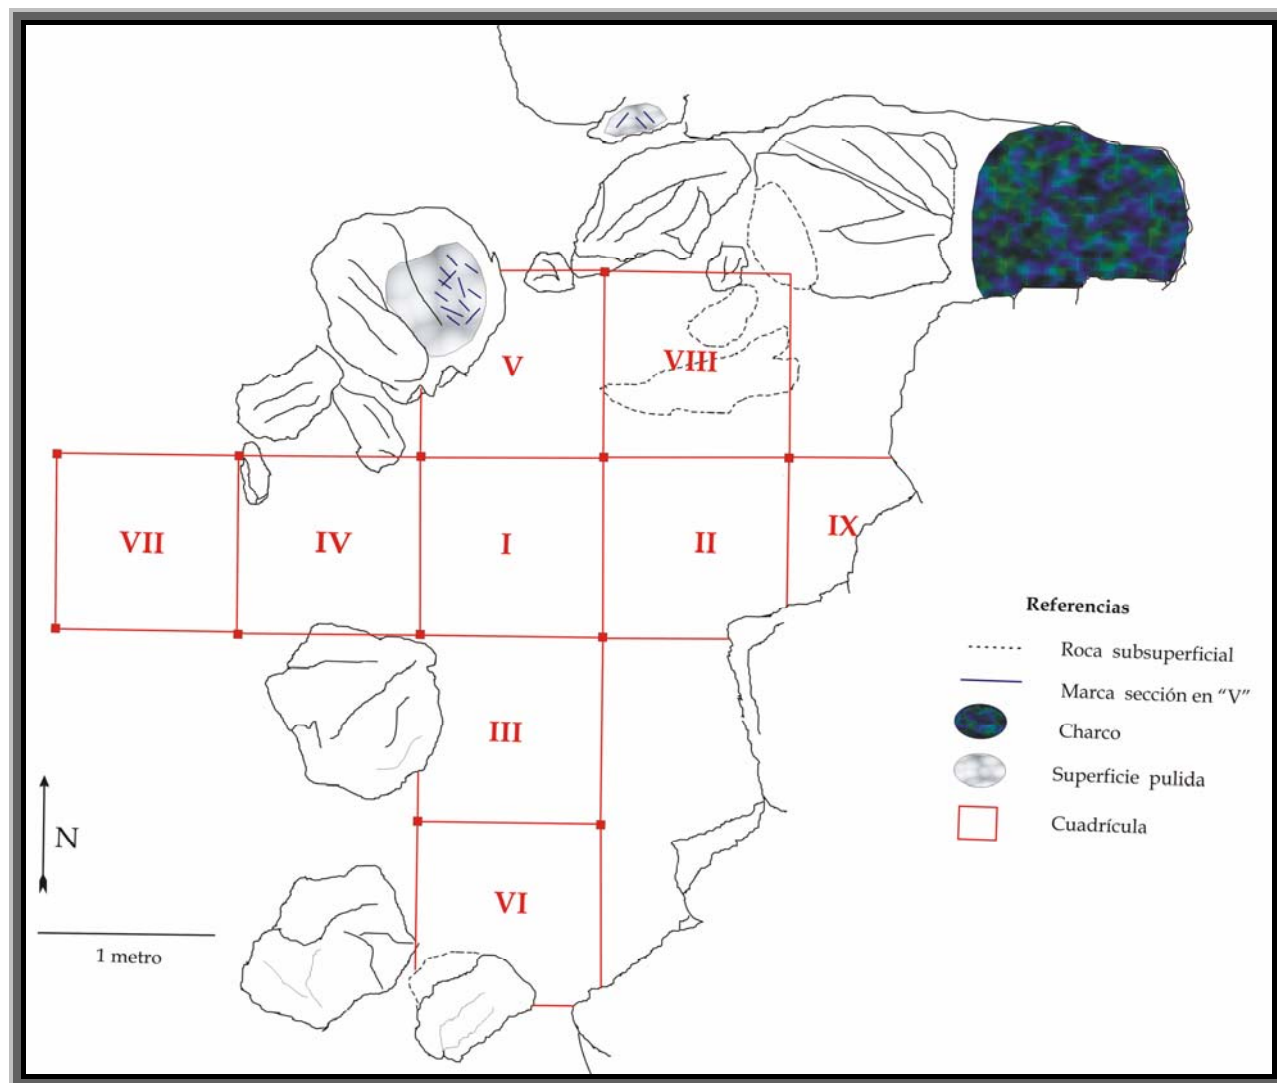 V
VIII
VII
IV
I
II
IX
Referencias
Roca subsuperficial
Marca sección en “V”
Charco
III
Superficie pulida
Cuadrícula
N
VI
1 metro